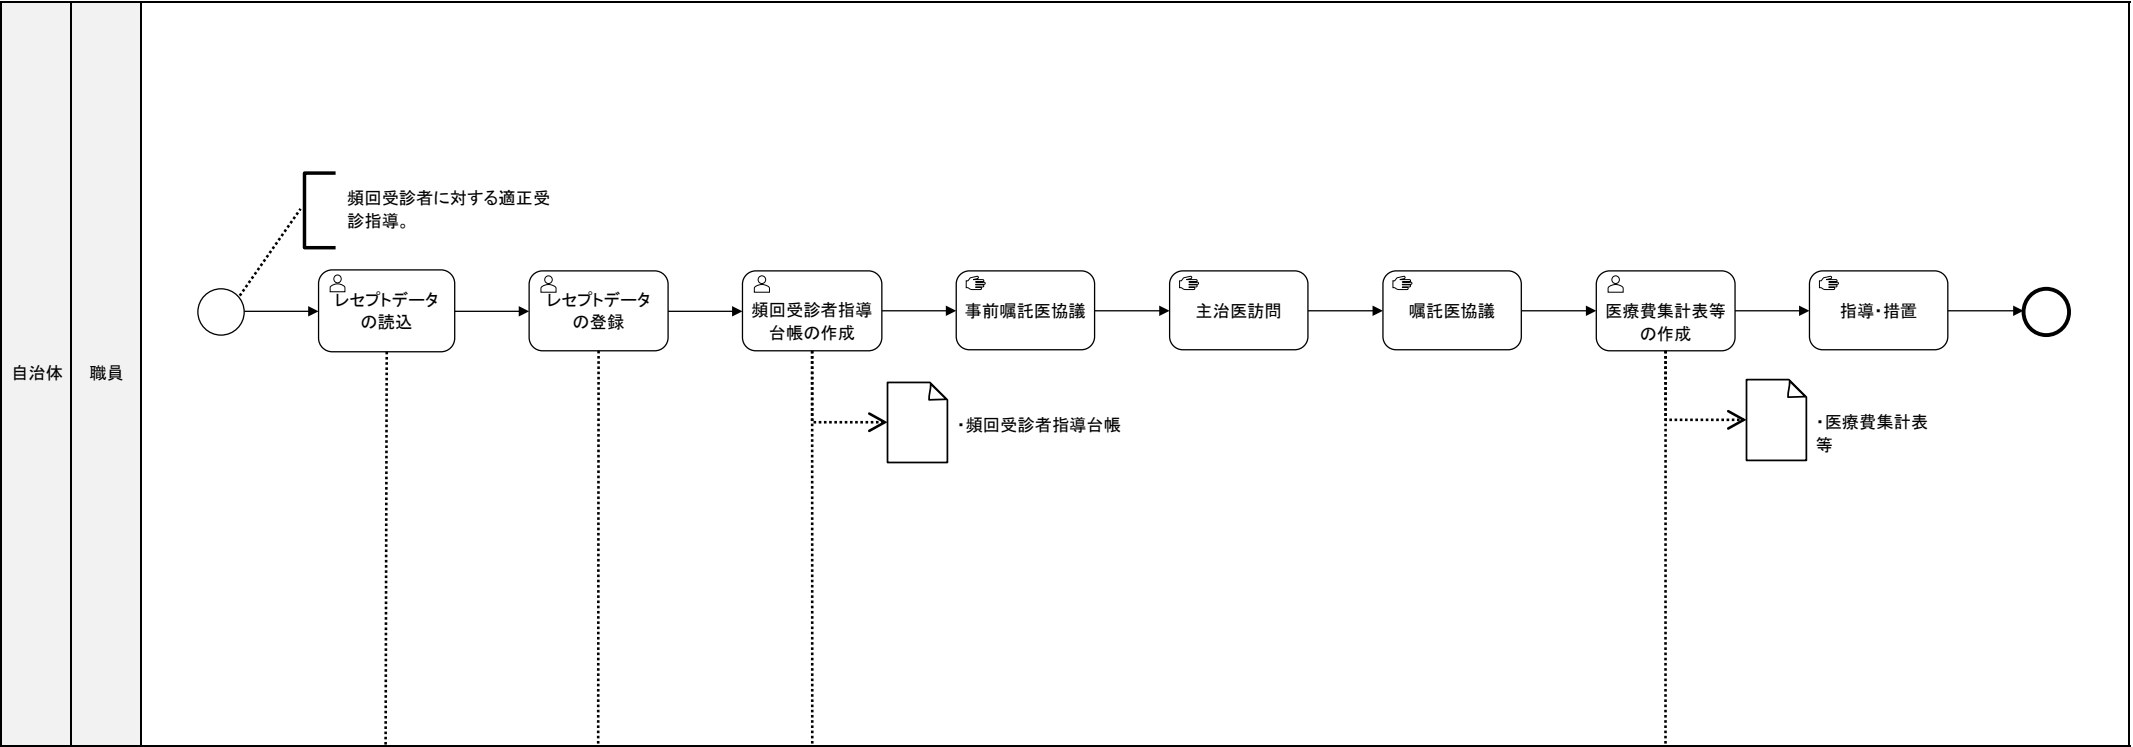 自治体
職員
頻回受診者に対する適正受
診指導。
レセプトデータ
の読込
レセプトデータ
の登録
頻回受診者指導
台帳の作成
事前嘱託医協議
主治医訪問
嘱託医協議
医療費集計表等
の作成
指導・措置
・頻回受診者指導台帳
・医療費集計表
等